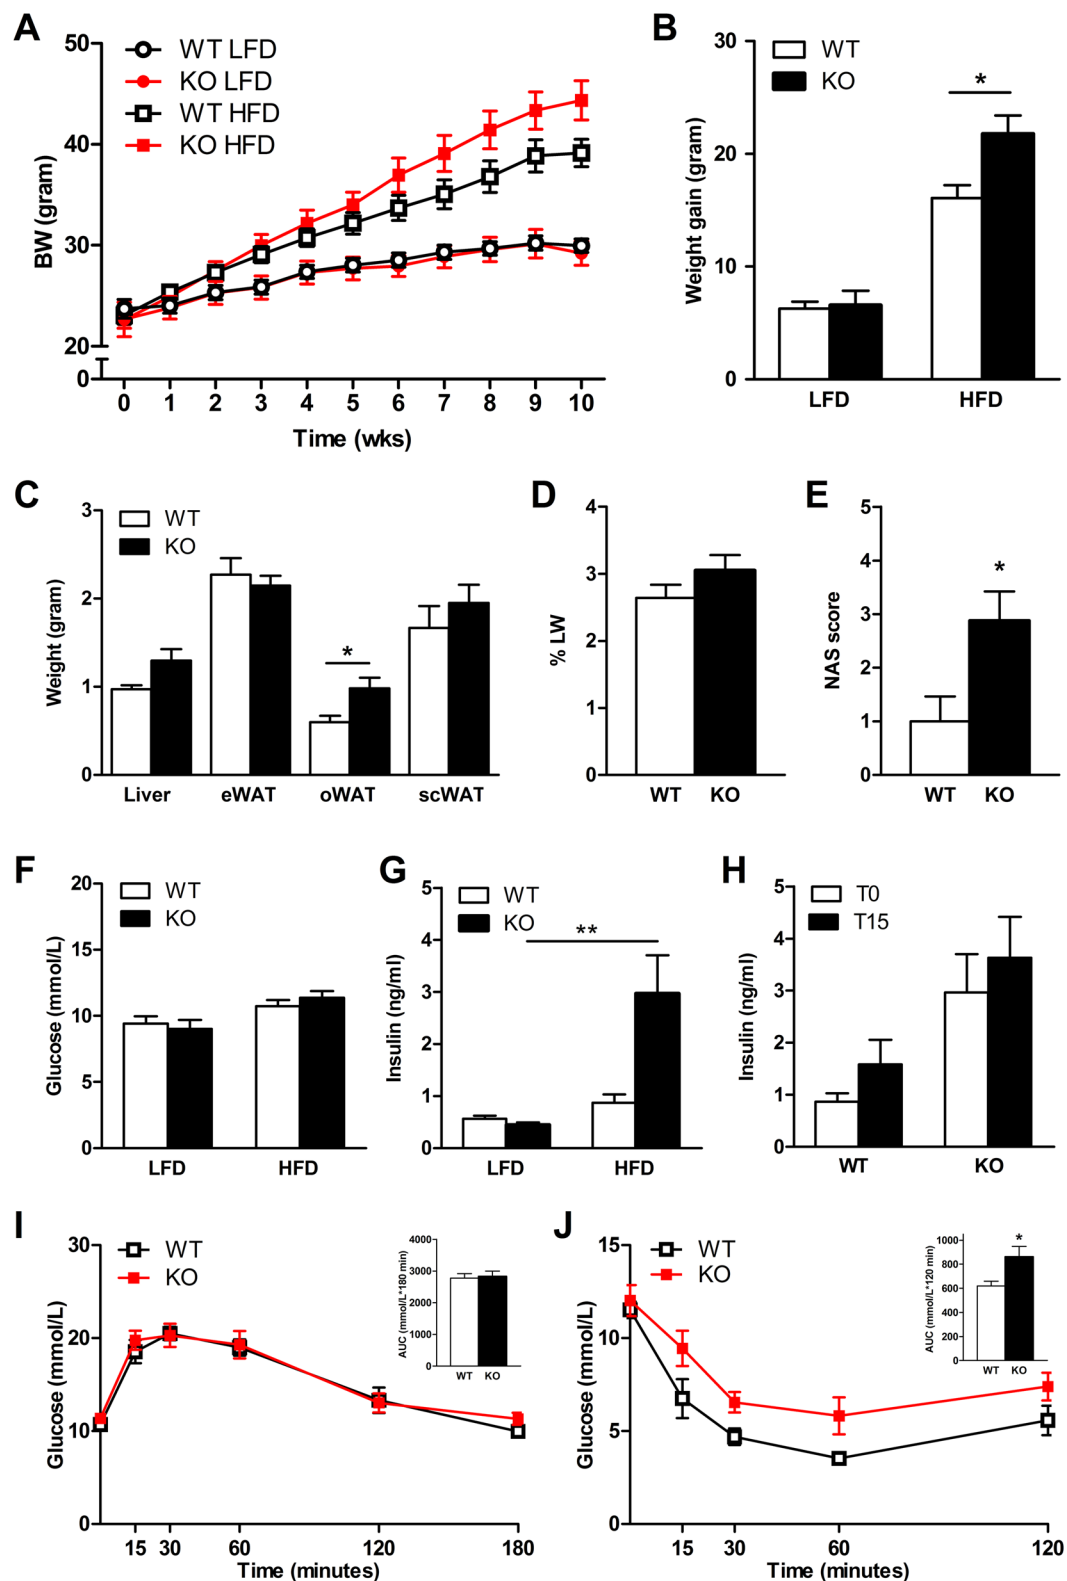 A
50
40
30
20
0
BW (gram)
WT LFD
KO LFD
WT HFD
KO HFD
0 1 2 3 4 5 6 7 8 9 10
Time (wks)
B
30
20
10
0
Weight gain (gram)
WT
KO
*
LFD HFD
C
3
2
1
0
Weight (gram)
WT
KO
*
Liver eWAT oWAT scWAT
D
4
3
2
1
0
% LW
WT KO
E
5
4
3
2
1
0
NAS score
*
WT KO
F
20
15
10
5
0
Glucose (mmol/L)
WT
KO
LFD HFD
G
5
4
3
2
1
0
Insulin (ng/ml)
WT
KO
**
LFD HFD
H
5
4
3
2
1
0
Insulin (ng/ml)
T0
T15
WT KO
I
30
20
10
0
Glucose (mmol/L)
WT
KO
15 30 60 120 180
Time (minutes)
4000
3000
2000
1000
0
AUC (mmol/L*180 min)
WT KO
J
15
10
5
0
Glucose (mmol/L)
WT
KO
15 30 60 120
Time (minutes)
1000
800
600
400
200
0
AUC (mmol/L*120 min)
*
WT KO